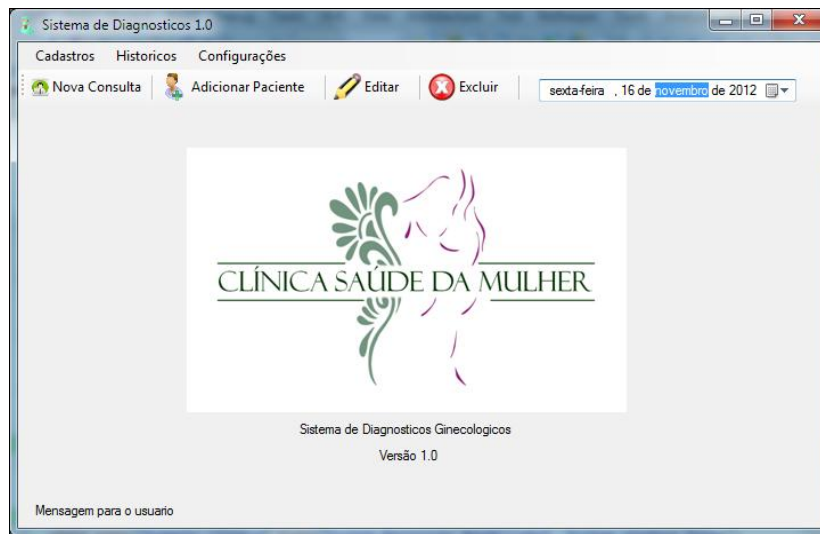 Sistema de Diagnosticos 1.0
Cadastros Historicos Configurações
Nova Consulta Adicionar Paciente Editar Excluir sexta-feira , 16 de novembro de 2012
CLÍNICA SAÚDE DA MULHER
Sistema de Diagnosticos Ginecologicos
Versão 1.0
Mensagem para o usuario